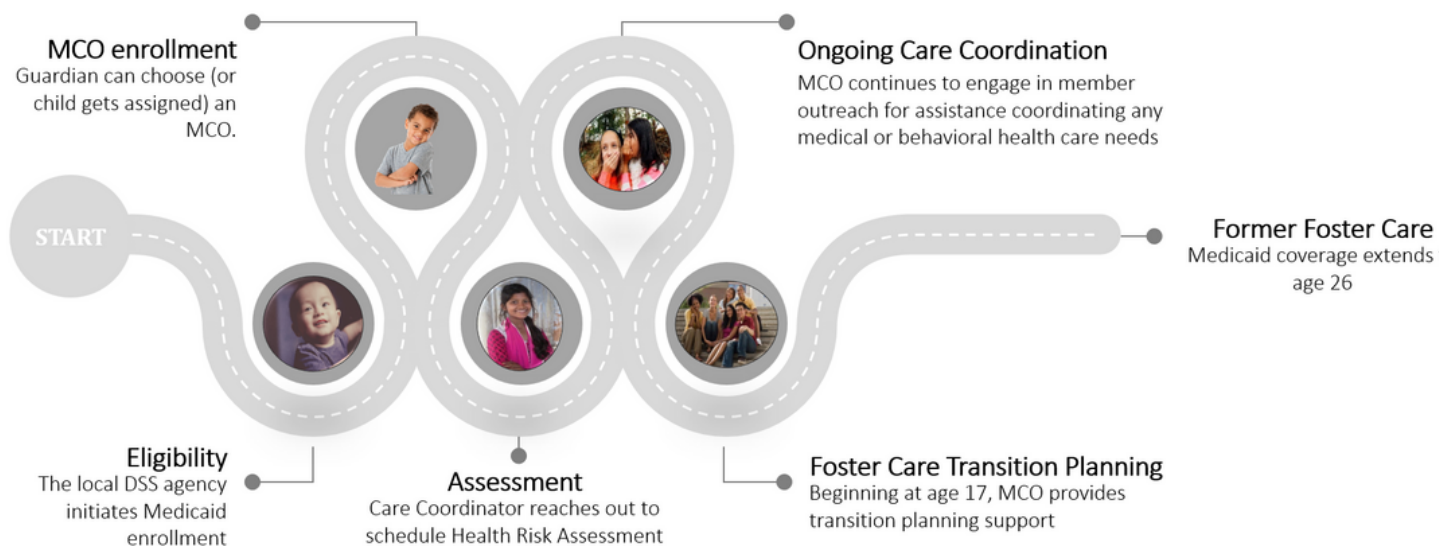 START
Eligibility
The local DSS agency
initiates Medicaid
enrollment
MCO enrollment
Guardian can choose (or
child gets assigned) an
MCO.
Assessment
Care Coordinator reaches out to
schedule Health Risk Assessment
Ongoing Care Coordination
MCO continues to engage in member
outreach for assistance coordinating any
medical or behavioral health care needs
Foster Care Transition Planning
Beginning at age 17, MCO provides
transition planning support
Former Foster Care
Medicaid coverage extends
age 26